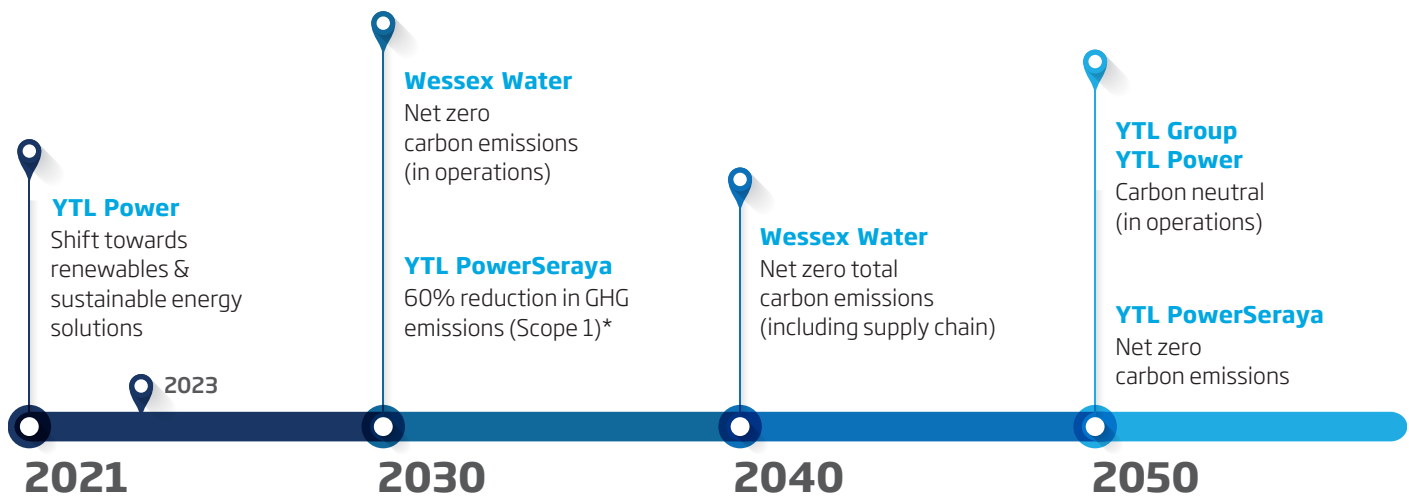 YTL Power
Shift towards
renewables &
sustainable energy
solutions
2023
2021
Wessex Water
Net zero
carbon emissions
(in operations)
YTL PowerSeraya
60% reduction in GHG
emissions (Scope 1)*
2030
Wessex Water
Net zero total
carbon emissions
(including supply chain)
2040
YTL Group
YTL Power
Carbon neutral
(in operations)
YTL PowerSeraya
Net zero
carbon emissions
2050